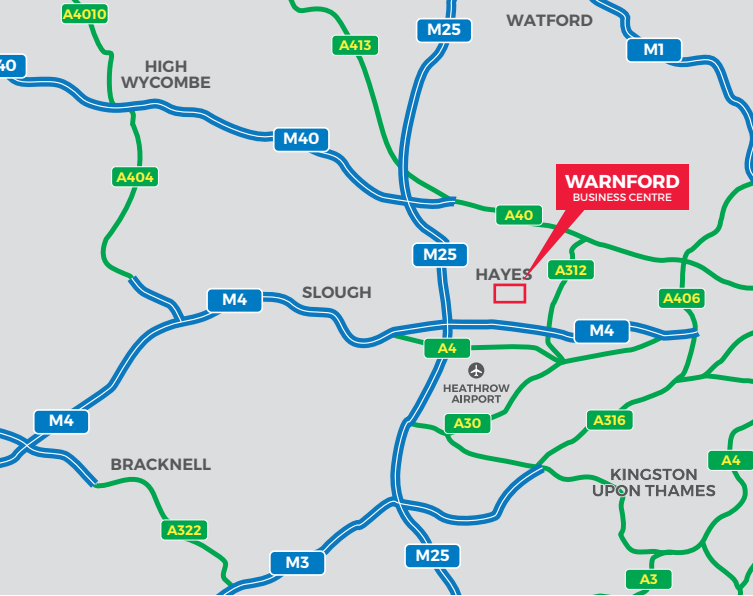 A4010
WATFORD
M25
A413
M1
40
HIGH
WYCOMBE
M40
A404
WARNFORD
BUSINESS CENTRE
A40
M25
HAYES
A312
SLOUGH
M4
A406
M4
A4
HEATHROW
AIRPORT
M4
A30
A316
BRACKNELL
A4
KINGSTON
UPON THAMES
A322
M3
M25
A3